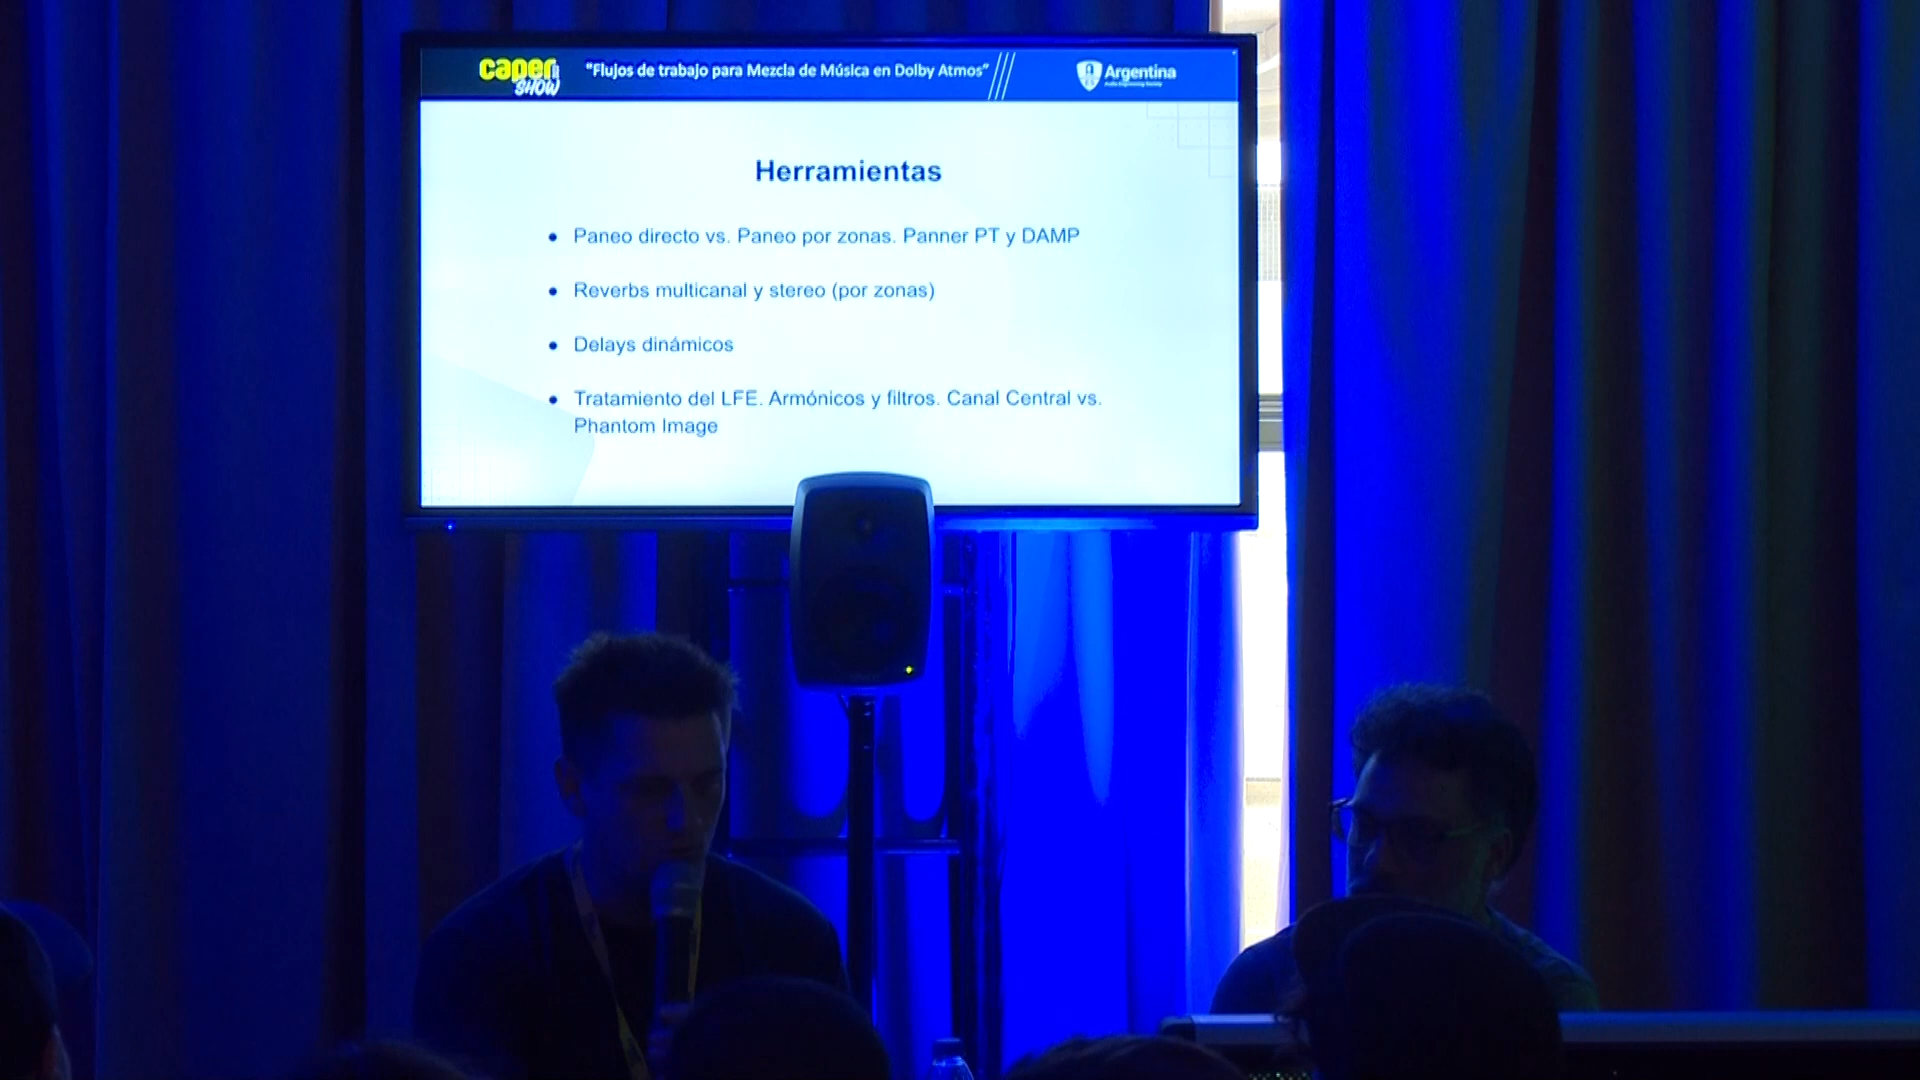 caper SHOW
"Flujos de trabajo para Mezcla de Música en Dolby Atmos"
Argentina
Herramientas
• Paneo directo vs. Paneo por zonas. Panner PT y DAMP
• Reverbs multicanal y stereo (por zonas)
• Delays dinámicos
• Tratamiento del LFE. Armónicos y filtros. Canal Central vs.
Phantom Image